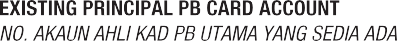 EXISTING PRINCIPAL PB CARD ACCOUNT
NO. AKAUN AHLI KAD PB UTAMA YANG SEDIA ADA